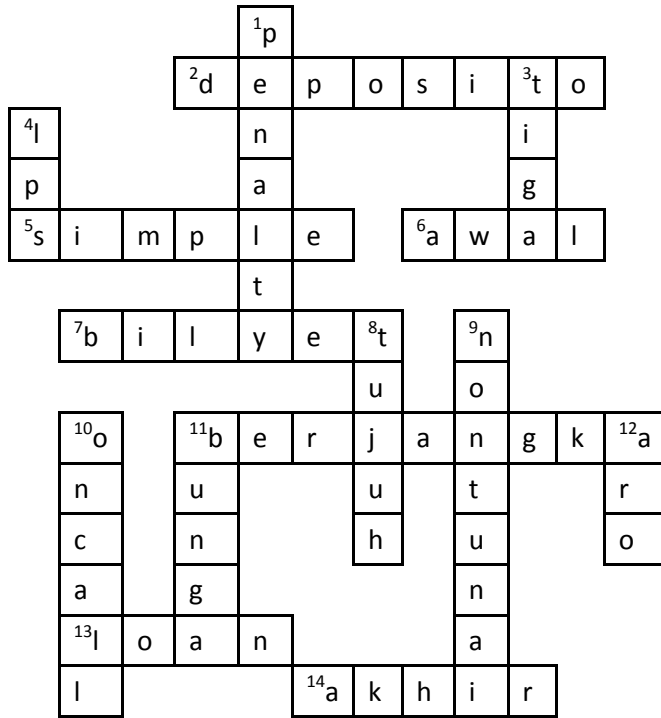 1p
2d e p o s i 3t o
4l n i
p a g
5s i m p l e 6a w a l
t
7b i l y e 8t 9n
u o
10o 11b e r j a n g k 12a
n u u t r
c n h u o
a g n
13l o a n a
l 14a k h i r